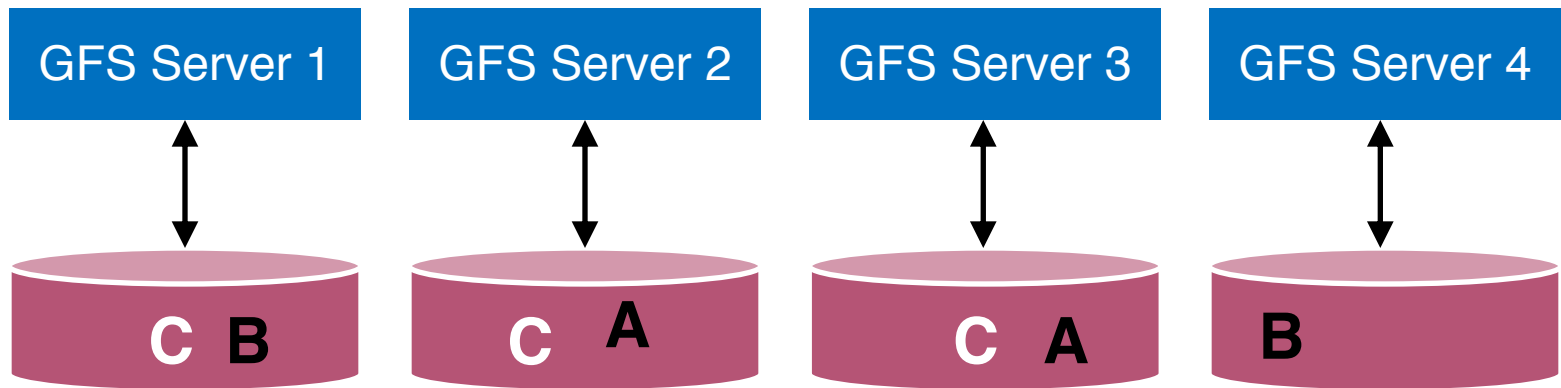 GFS Server 1 GFS Server 2 GFS Server 3 GFS Server 4
C B C A C A B